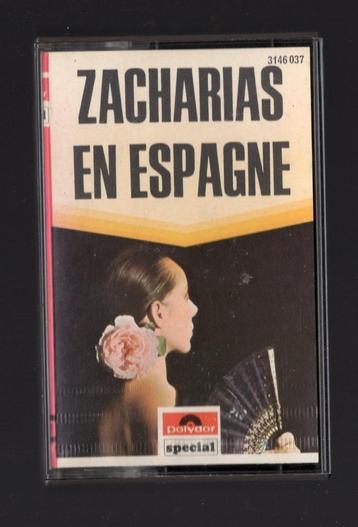 3146 037
ZACHARIAS
EN ESPAGNE
polydor
special